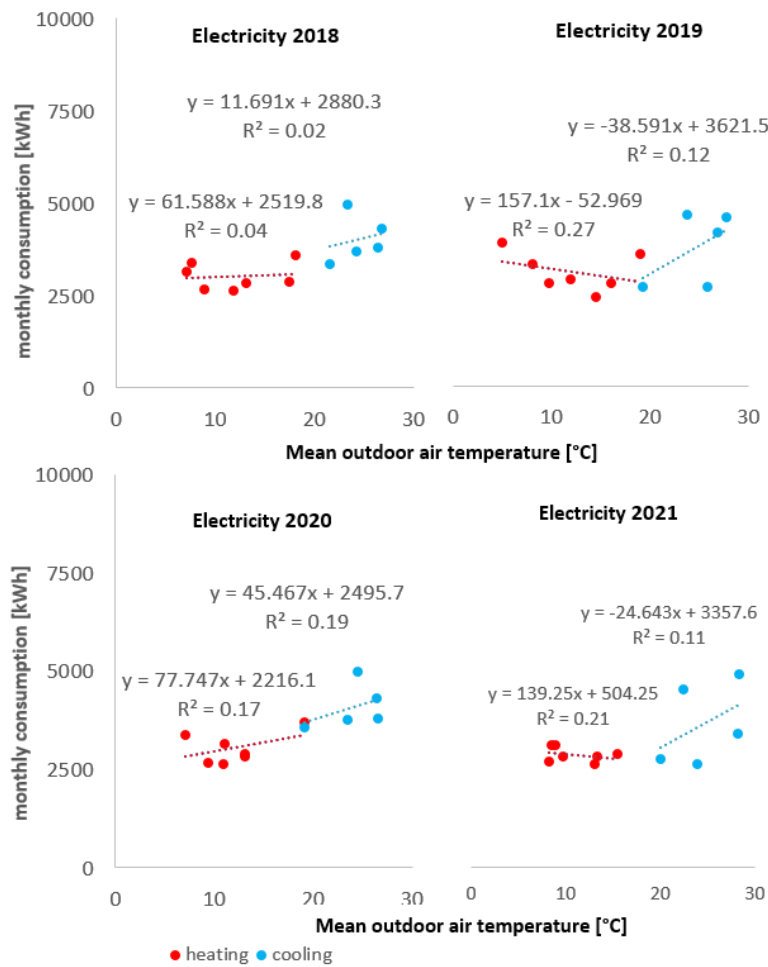 10000
Electricity 2018
Electricity 2019
7500
y = 11.691x + 2880.3
R² = 0.02
y = -38.591x + 3621.5
R² = 0.12
monthly consumption [kWh]
5000
y = 61.588x + 2519.8
R² = 0.04
y = 157.1x - 52.969
R² = 0.27
2500
0
0 10 20 30 0 10 20 30
Mean outdoor air temperature [°C]
10000
Electricity 2020
Electricity 2021
7500
y = 45.467x + 2495.7
R² = 0.19
y = -24.643x + 3357.6
R² = 0.11
monthly consumption [kWh]
5000
y = 77.747x + 2216.1
R² = 0.17
y = 139.25x + 504.25
R² = 0.21
2500
0
0 10 20 30 0 10 20 30
Mean outdoor air temperature [°C]
heating cooling